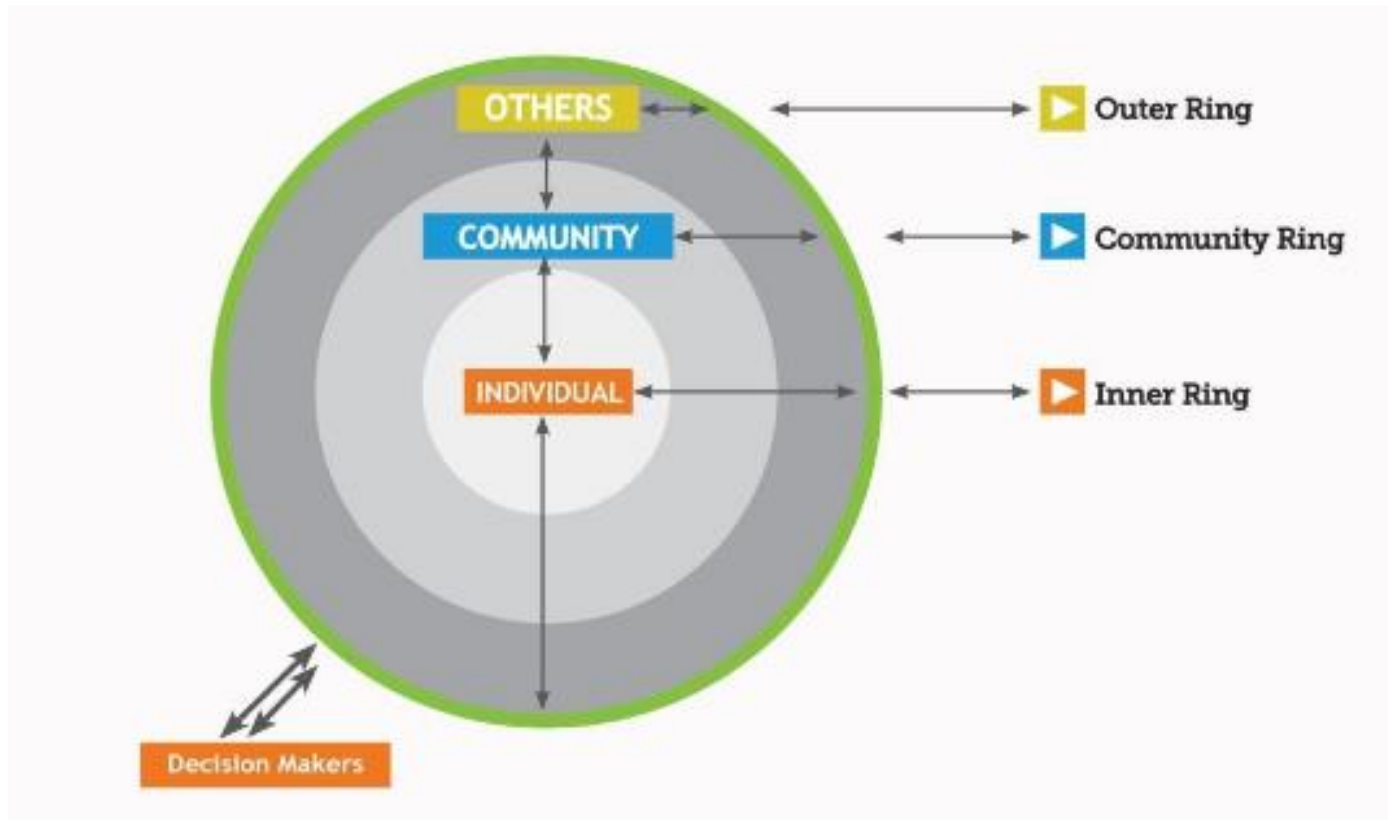 OTHERS
Outer Ring
COMMUNITY
Community Ring
INDIVIDUAL
Inner Ring
Decision Makers